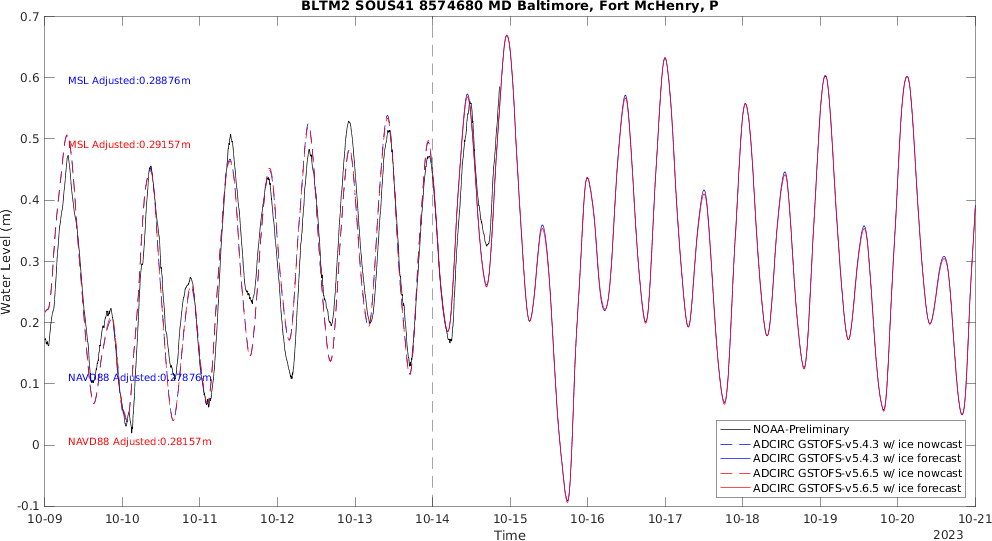 BLTM2 SOUS41 8574680 MD Baltimore, Fort McHenry, P
0.7
0.6
0.5
0.4
0.3
0.2
0.1
0
-0.1
Water Level (m)
MSL Adjusted:0.28876m
MSL Adjusted:0.29157m
NAVD88 Adjusted:0.27876m
NAVD88 Adjusted:0.28157m
NOAA-Preliminary
ADCIRC GSTOFS-v5.4.3 w/ ice nowcast
ADCIRC GSTOFS-v5.4.3 w/ ice forecast
ADCIRC GSTOFS-v5.6.5 w/ ice nowcast
ADCIRC GSTOFS-v5.6.5 w/ ice forecast
10-09 10-10 10-11 10-12 10-13 10-14 10-15 10-16 10-17 10-18 10-19 10-20 10-21
Time
2023